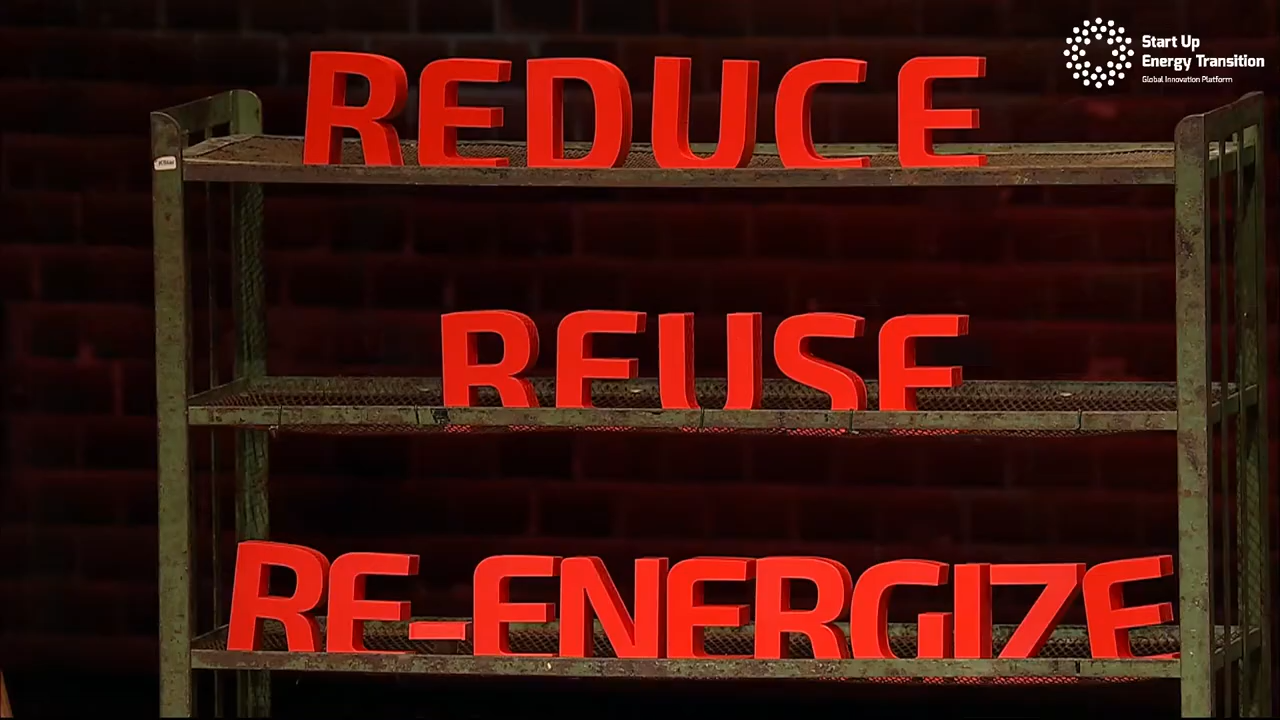 Start Up
Energy Transition
Global Innovation Platform
REDUCE
REUSE
RE-ENERGIZE